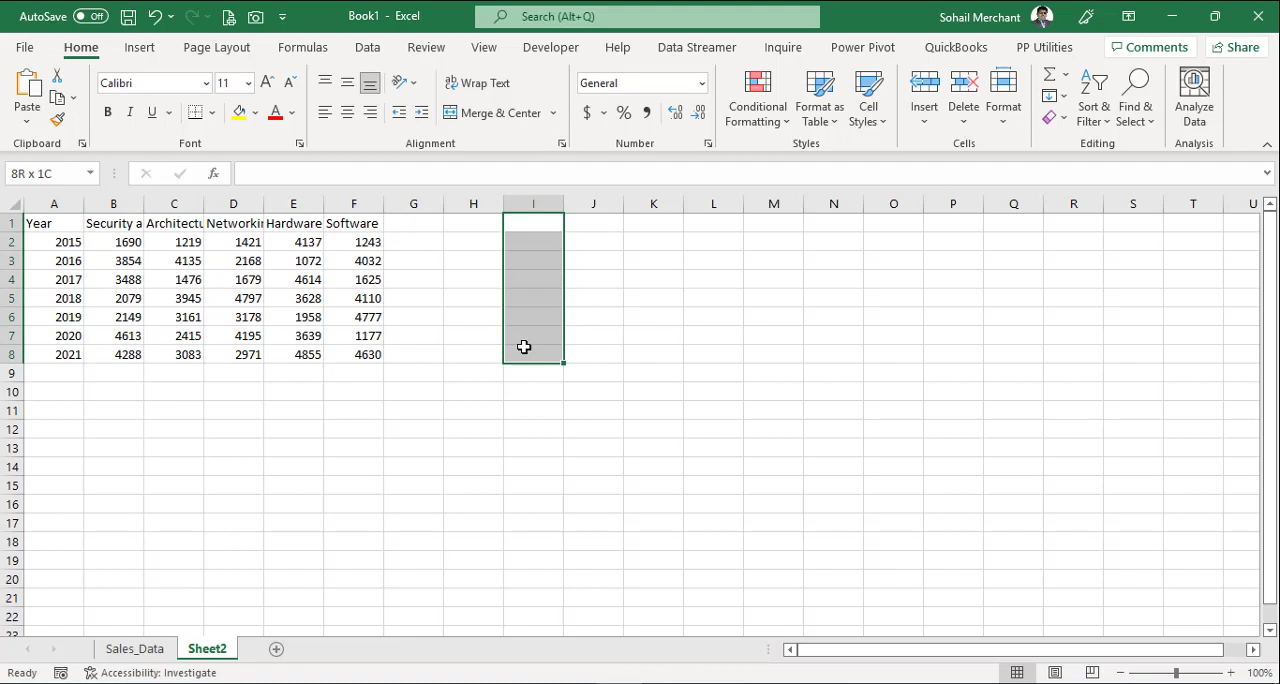 AutoSave Off Book1 - Excel Search (Alt+Q) Sohail Merchant
File Home Insert Page Layout Formulas Data Review View Developer Help Data Streamer Inquire Power Pivot QuickBooks PP Utilities Comments Share
Calibri 11 Wrap Text General
Paste Conditional Format as Cell Insert Delete Format Sort & Find & Analyze
B I U Merge & Center $ % Formatting Table Styles Filter Select Data
Clipboard Font Alignment Number Styles Cells Editing Analysis
8R x 1C fx
A B C D E F G H I J K L M N O P Q R S T U
1 Year Security a Architectu Networkin Hardware Software
2 2015 1690 1219 1421 4137 1243
3 2016 3854 4135 2168 1072 4032
4 2017 3488 1476 1679 4614 1625
5 2018 2079 3945 4797 3628 4110
6 2019 2149 3161 3178 1958 4777
7 2020 4613 2415 4195 3639 1177
8 2021 4288 3083 2971 4855 4630
9
10
11
12
13
14
15
16
17
18
19
20
21
22
23
Sales_Data Sheet2
Ready Accessibility: Investigate 100%